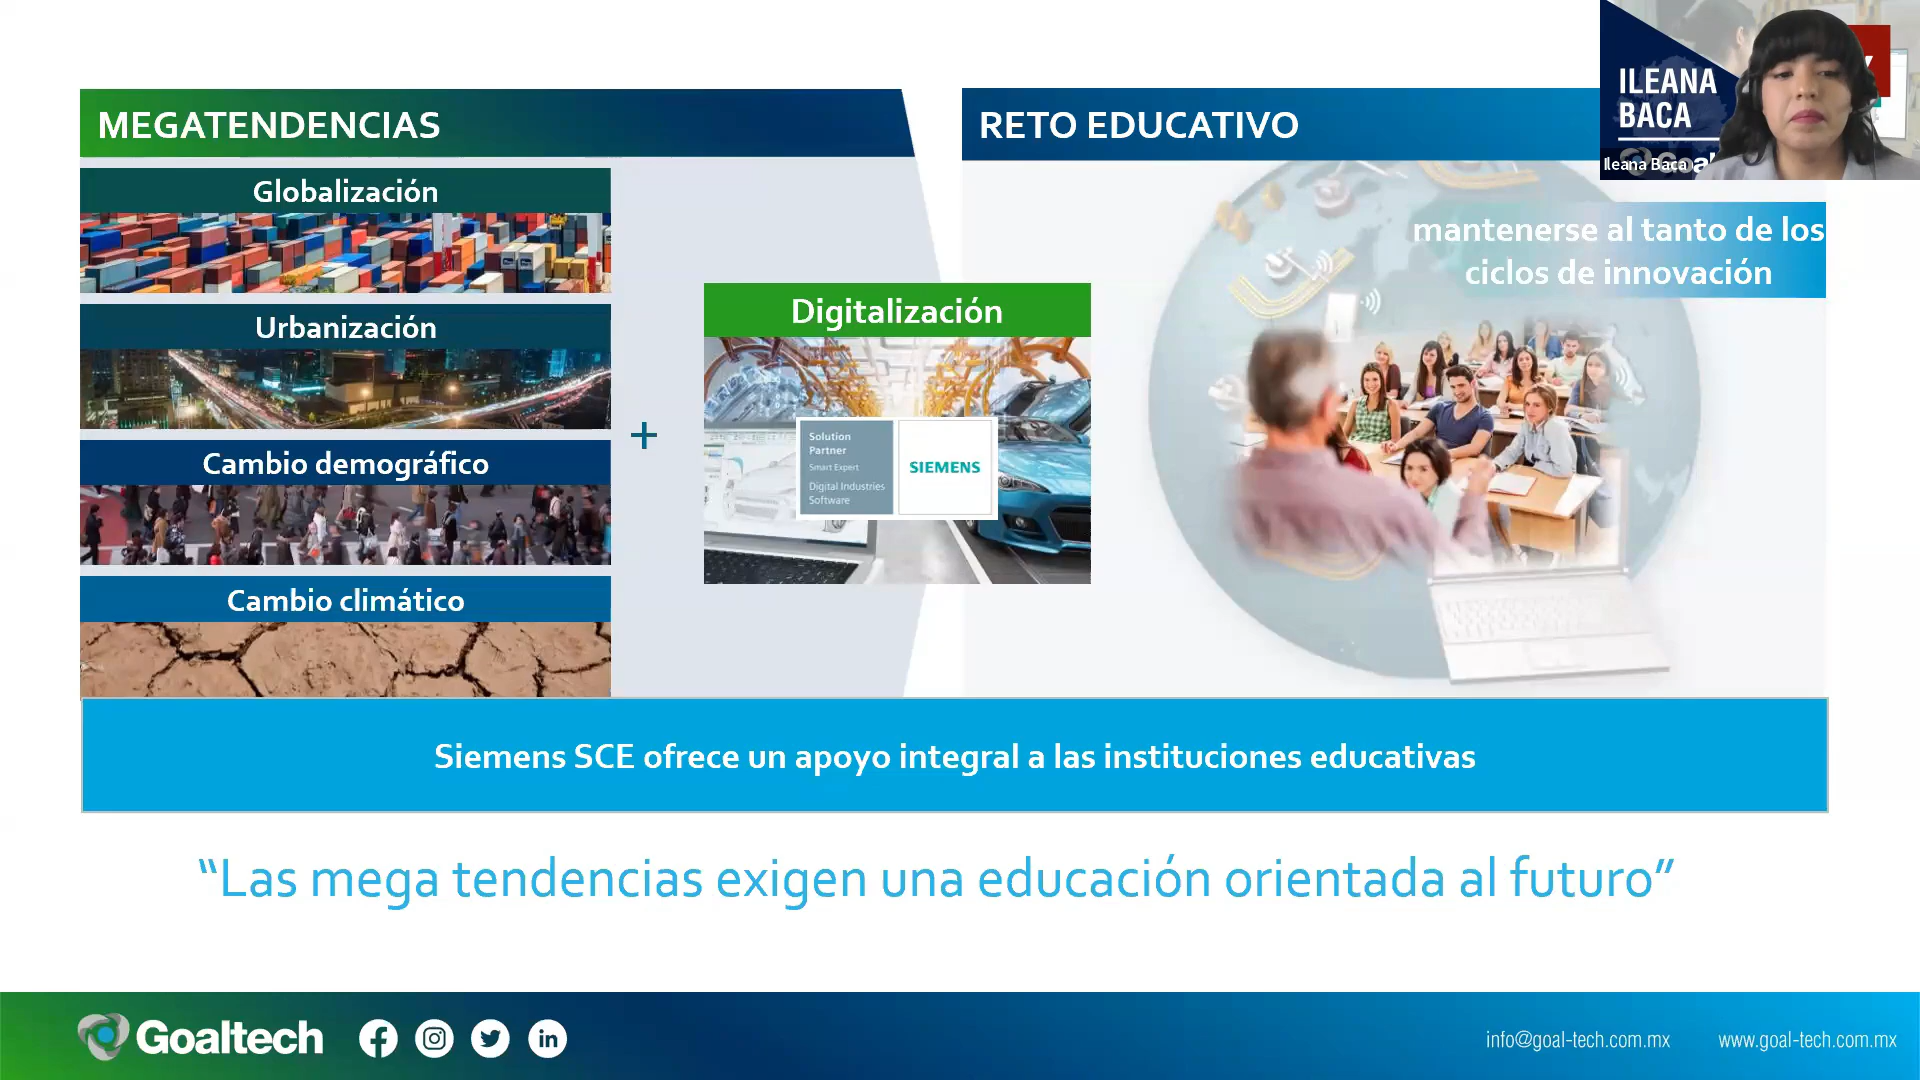 MEGATENDENCIAS
Globalización
Urbanización
Cambio demográfico
Cambio climático
+
Digitalización
Solution
Partner
Smart Expert
Digital Industries
Software
SIEMENS
RETO EDUCATIVO
mantenerse al tanto de los
ciclos de innovación
ILEANA
BACA
Ileana Baca
Siemens SCE ofrece un apoyo integral a las instituciones educativas
“Las mega tendencias exigen una educación orientada al futuro”
Goaltech
info@goal-tech.com.mx
www.goal-tech.com.mx